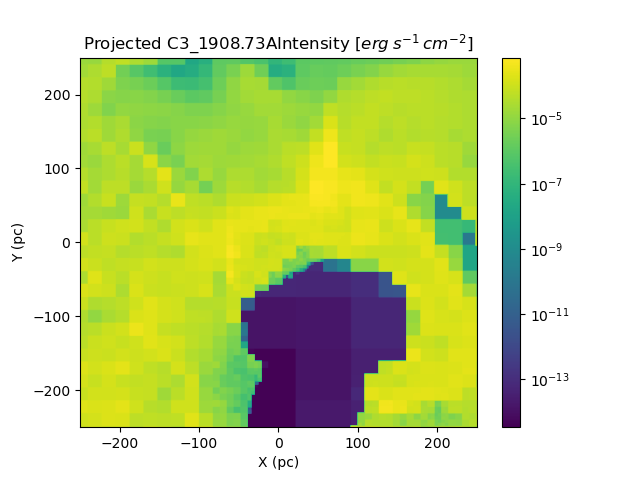 Projected C3_1908.73AIntensity [erg s⁻¹ cm⁻²]
200
100
0
−100
−200
Y (pc)
−200 −100 0 100 200
X (pc)
10⁻⁵
10⁻⁷
10⁻⁹
10⁻¹¹
10⁻¹³